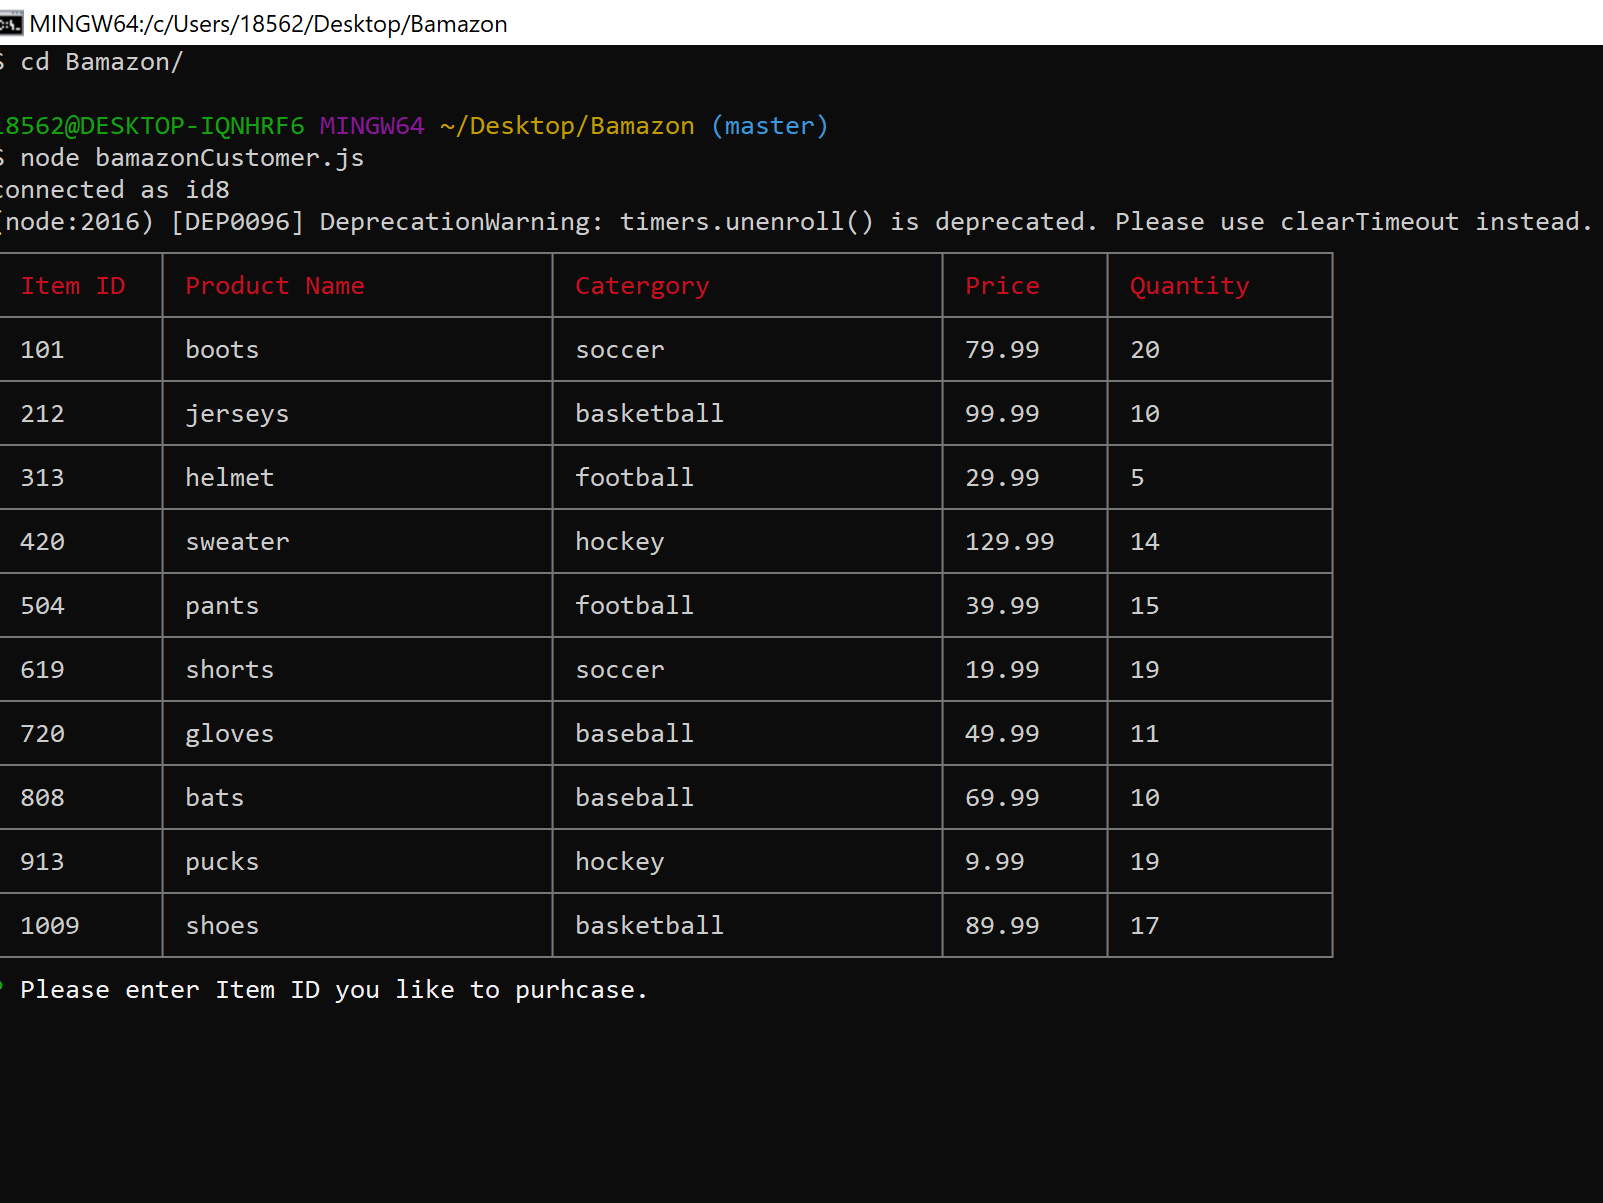 MINGW64:/c/Users/18562/Desktop/Bamazon
$ cd Bamazon/
18562@DESKTOP-IQNHRF6 MINGW64 ~/Desktop/Bamazon (master)
$ node bamazonCustomer.js
connected as id8
(node:2016) [DEP0096] DeprecationWarning: timers.unenroll() is deprecated. Please use clearTimeout instead.
Item ID Product Name Catergory Price Quantity
101 boots soccer 79.99 20
212 jerseys basketball 99.99 10
313 helmet football 29.99 5
420 sweater hockey 129.99 14
504 pants football 39.99 15
619 shorts soccer 19.99 19
720 gloves baseball 49.99 11
808 bats baseball 69.99 10
913 pucks hockey 9.99 19
1009 shoes basketball 89.99 17
? Please enter Item ID you like to purhcase.